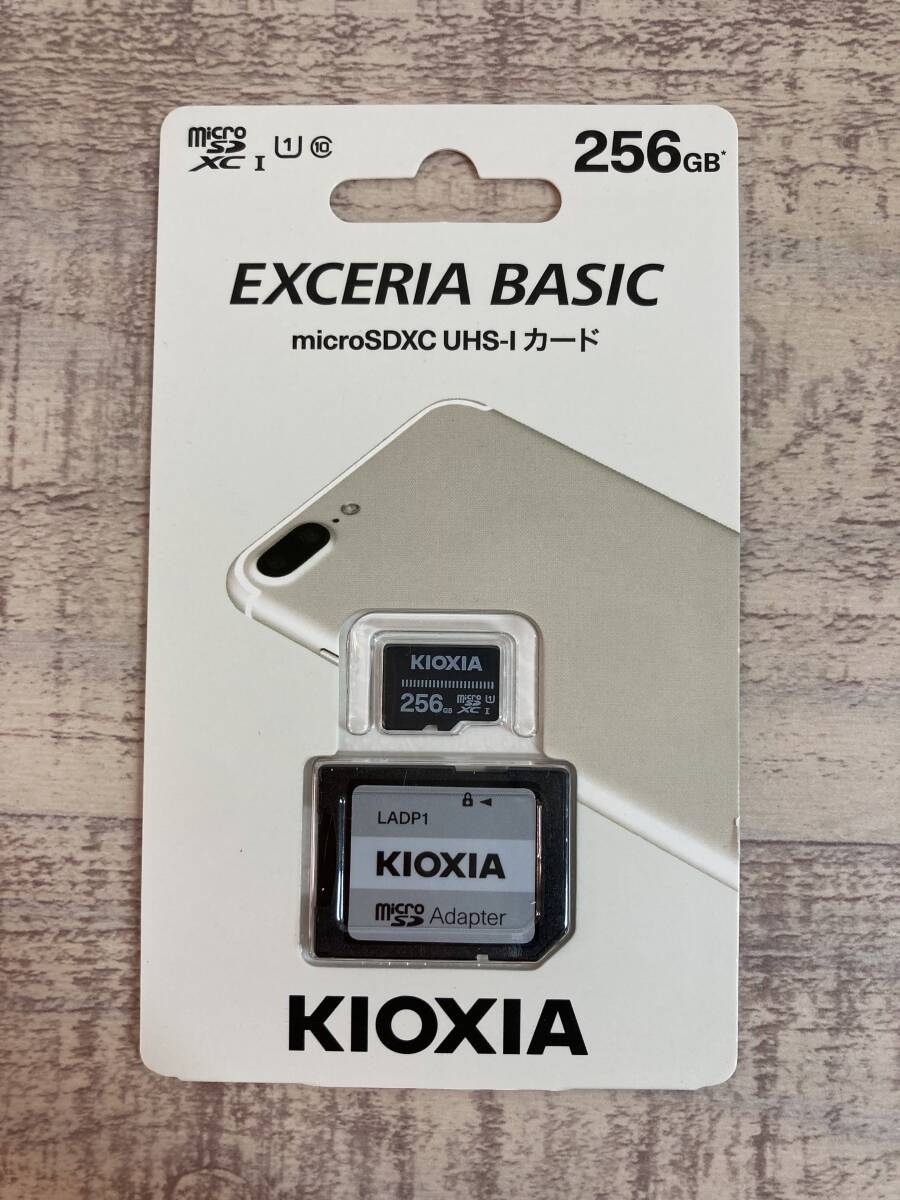 micro SD XC I U1 10 256GB*
EXCERIA BASIC
microSDXC UHS-I カード
KIOXIA
256GB micro SD XC I U1
LADP1
KIOXIA
micro SD Adapter
KIOXIA